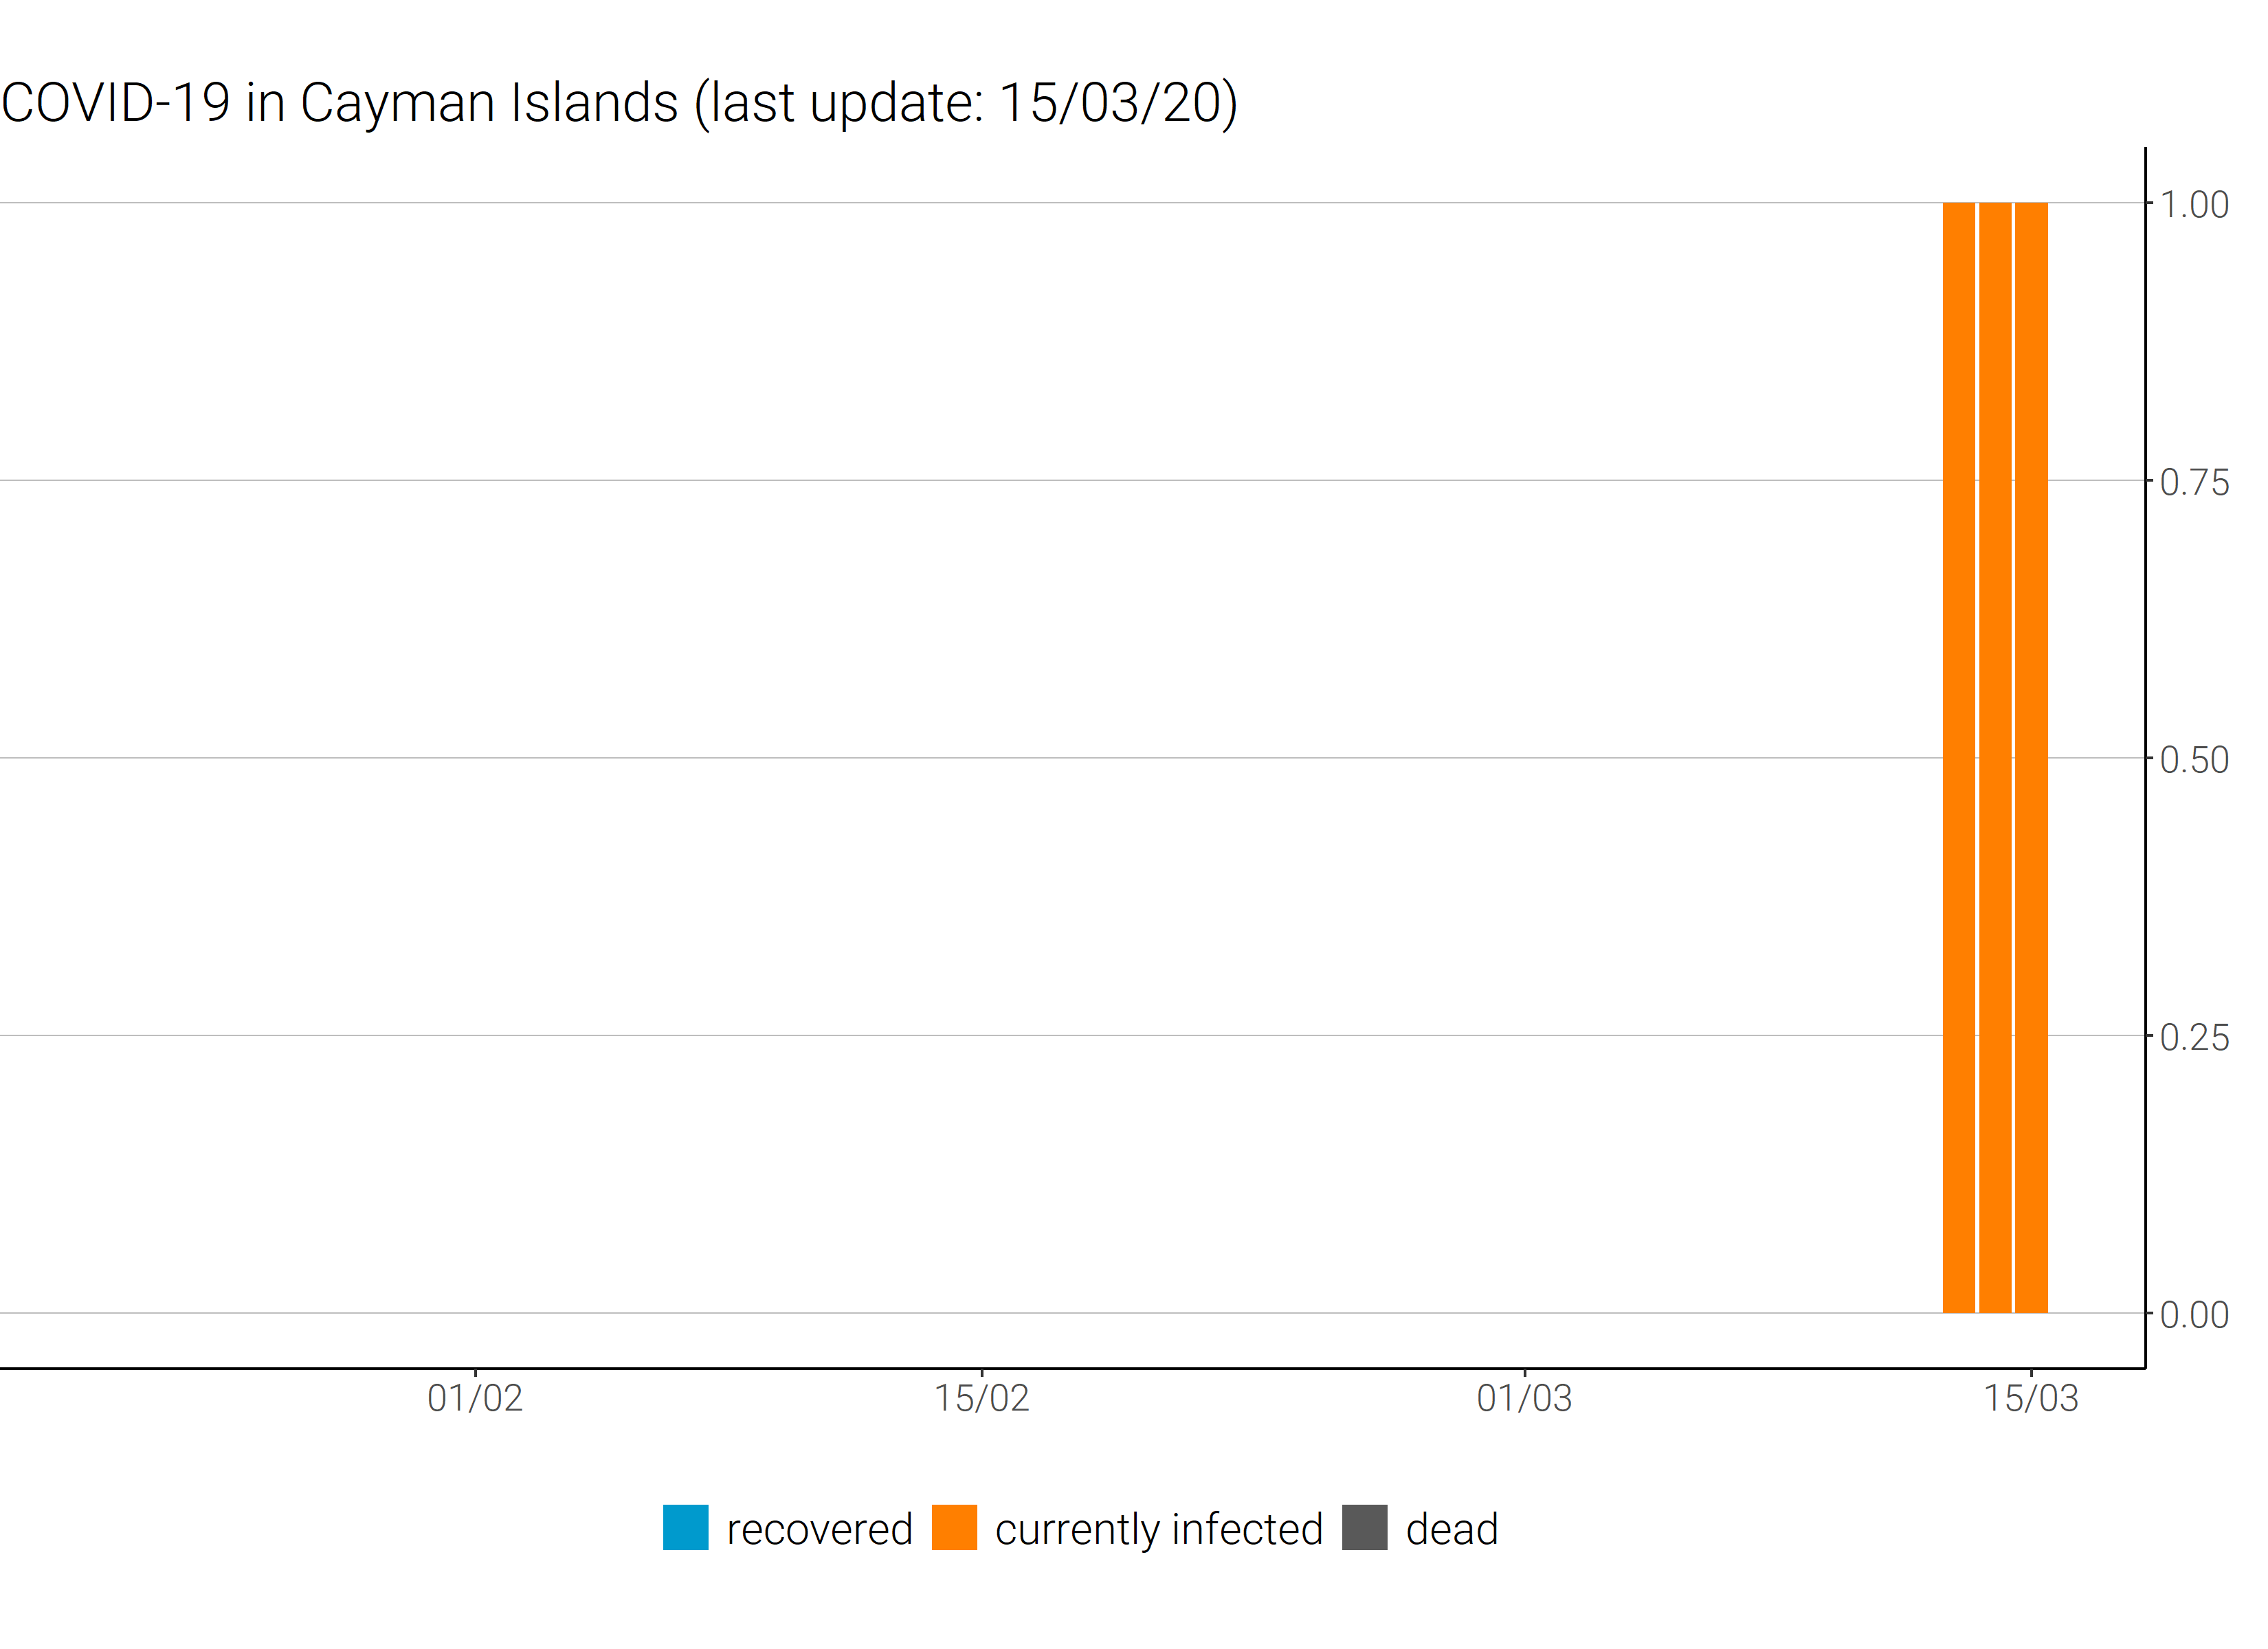 COVID-19 in Cayman Islands (last update: 15/03/20)
1.00
0.75
0.50
0.25
0.00
01/02 15/02 01/03 15/03
recovered currently infected dead